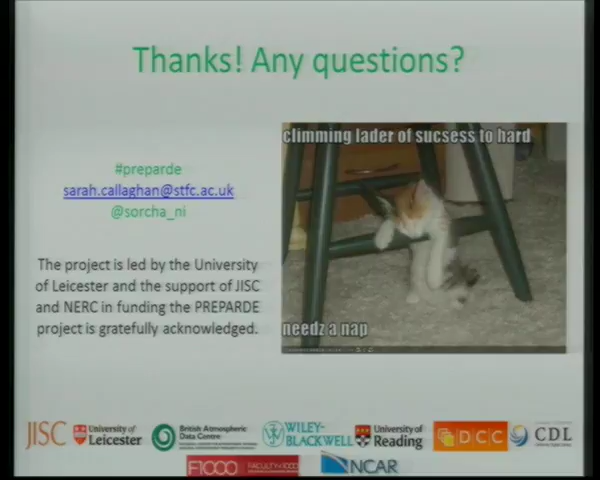 Thanks! Any questions?
climming lader of sucsess to hard
#preparde
sarah.callaghan@stfc.ac.uk
@sorcha_ni
The project is led by the University
of Leicester and the support of JISC
and NERC in funding the PREPARDE
project is gratefully acknowledged.
needz a nap
JISC
University of
Leicester
British Atmospheric
Data Centre
WILEY-
BLACKWELL
University of
Reading
DCC
CDL
F1000
FACULTY of 1000
NCAR